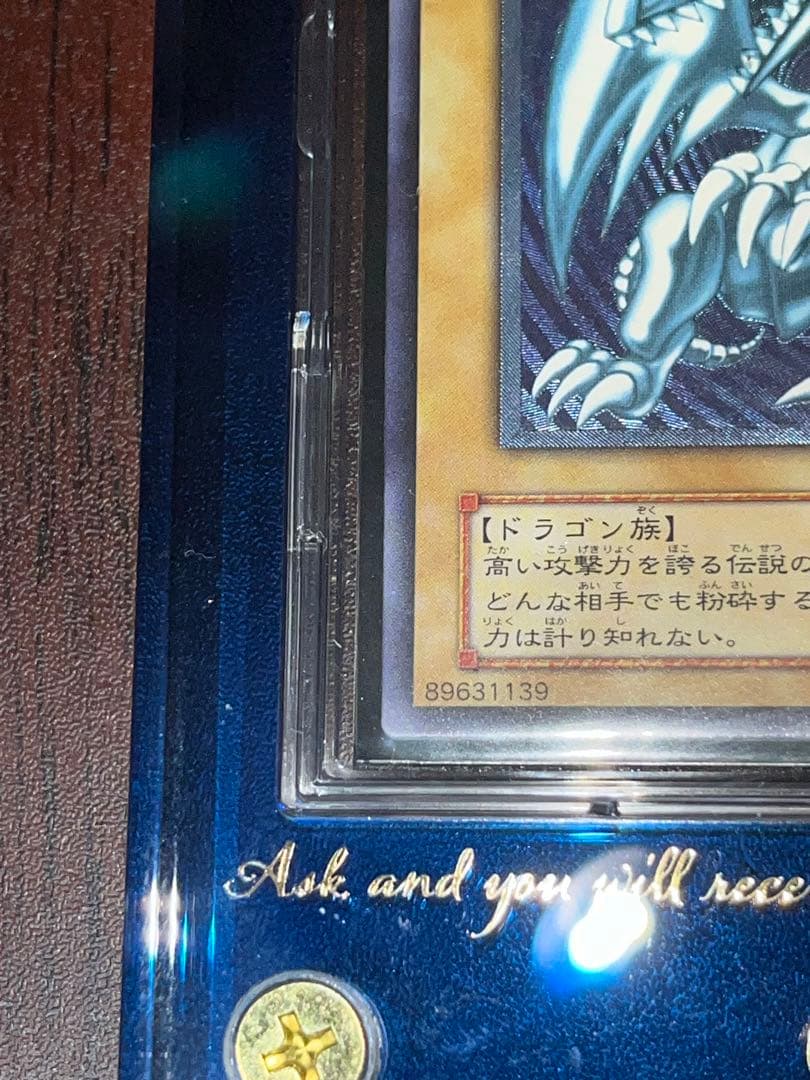 【ドラゴン族】
高い攻撃力を誇る伝説の
どんな相手でも粉砕する
力は計り知れない。
89631139
Ask and you will rece